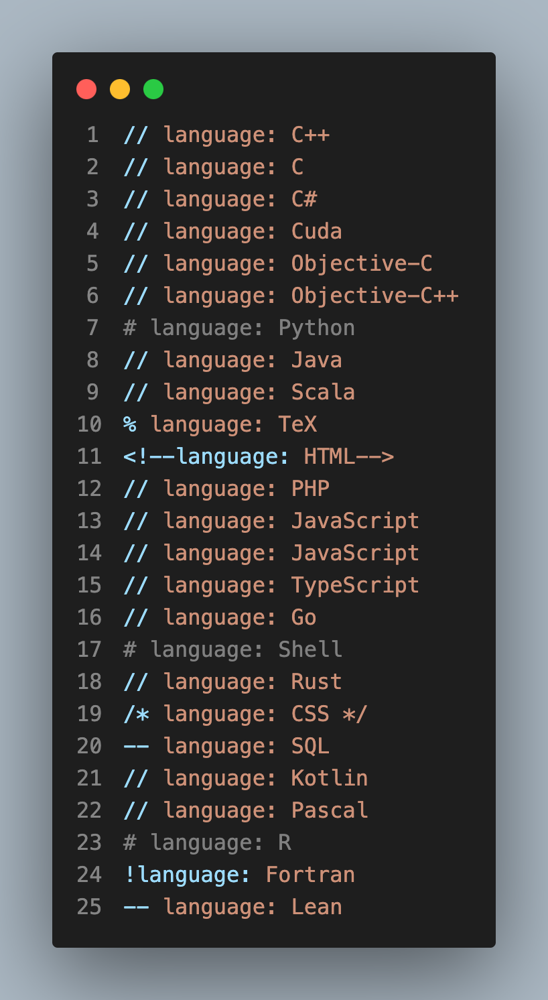 1 // language: C++
2 // language: C
3 // language: C#
4 // language: Cuda
5 // language: Objective-C
6 // language: Objective-C++
7 # language: Python
8 // language: Java
9 // language: Scala
10 % language: TeX
11 <!--language: HTML-->
12 // language: PHP
13 // language: JavaScript
14 // language: JavaScript
15 // language: TypeScript
16 // language: Go
17 # language: Shell
18 // language: Rust
19 /* language: CSS */
20 -- language: SQL
21 // language: Kotlin
22 // language: Pascal
23 # language: R
24 !language: Fortran
25 -- language: Lean